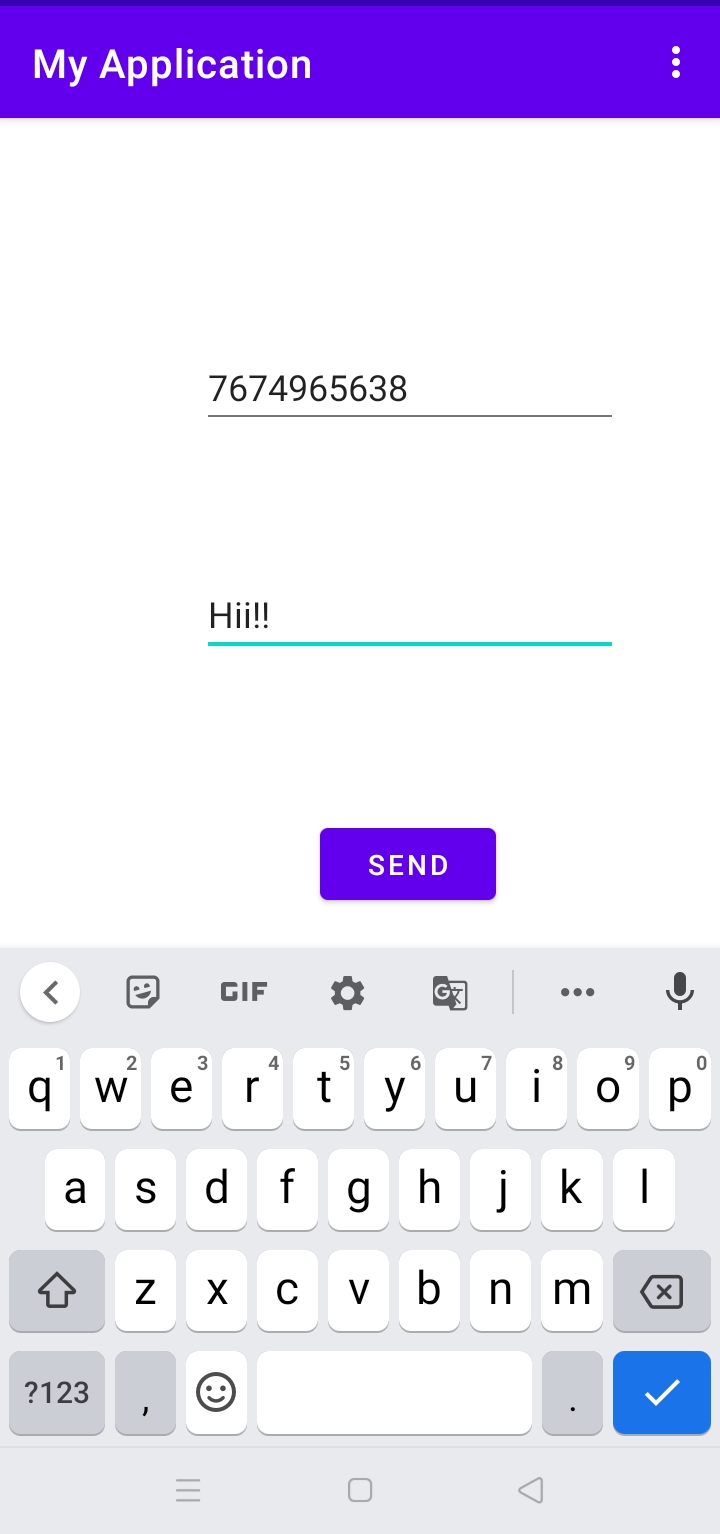 My Application
7674965638
Hii!!
SEND
GIF
G
1 2 3 4 5 6 7 8 9 0
q w e r t y u i o p
a s d f g h j k l
z x c v b n m
?123 , .